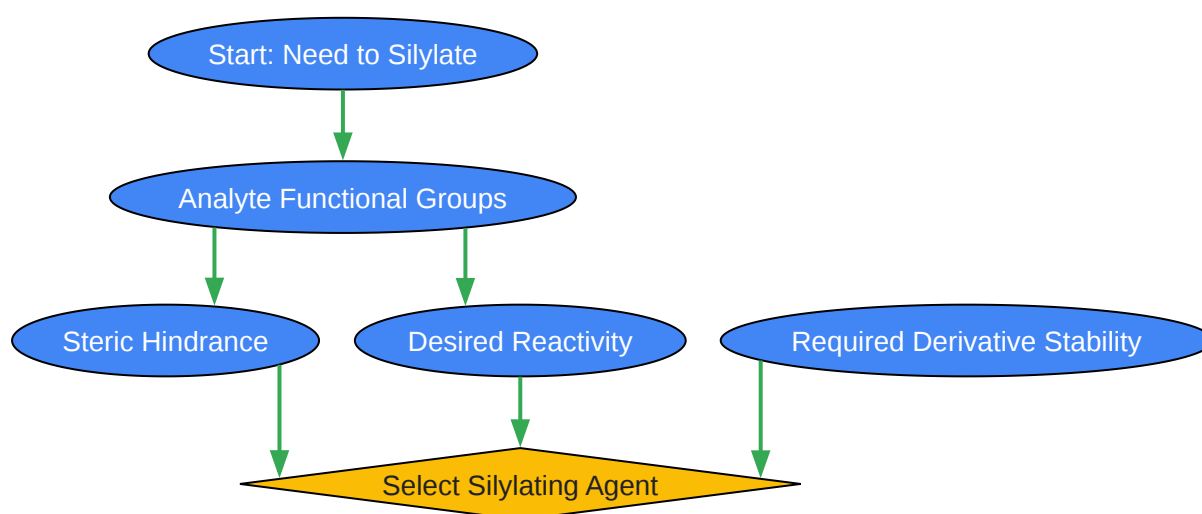 Start: Need to Silylate
Analyte Functional Groups
Steric Hindrance
Desired Reactivity
Required Derivative Stability
Select Silylating Agent